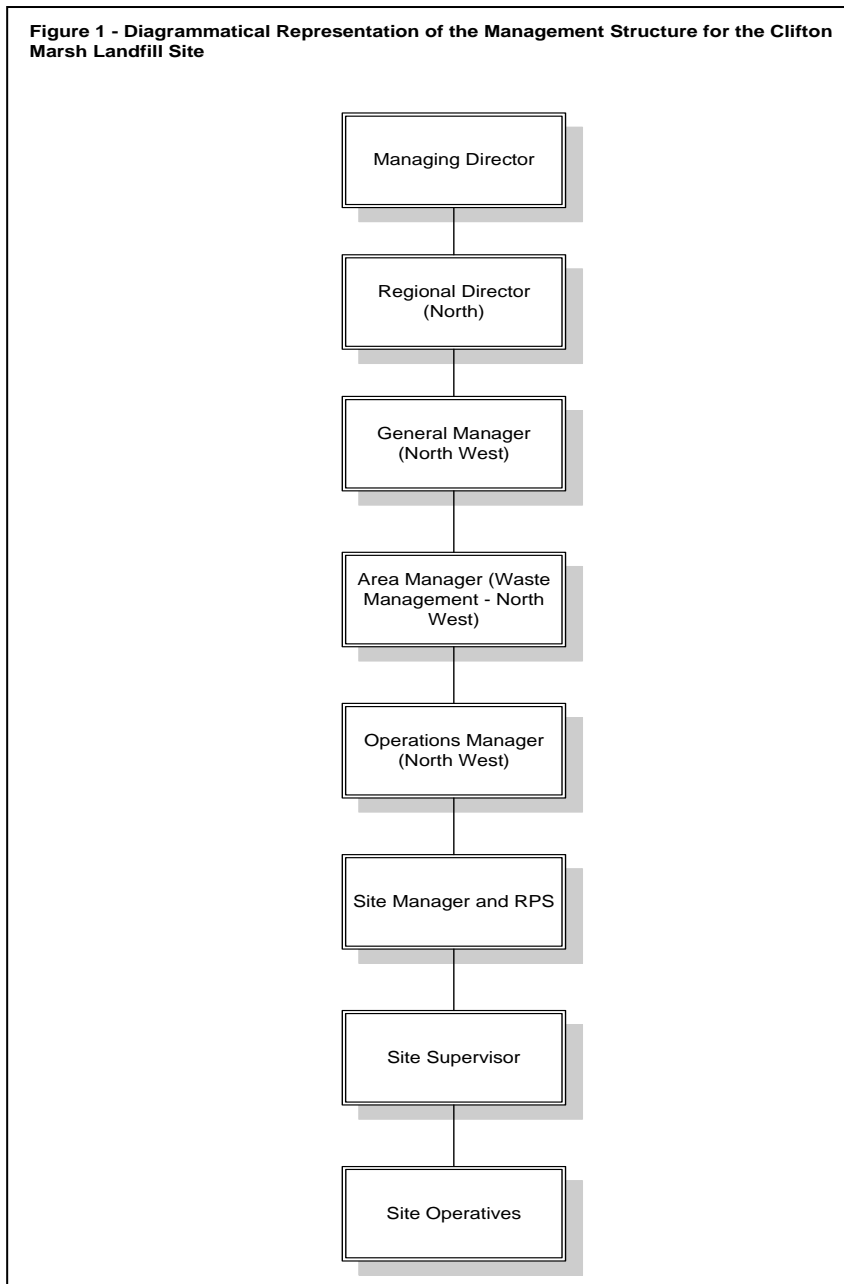 Figure 1 - Diagrammatical Representation of the Management Structure for the Clifton
Marsh Landfill Site
Managing Director
Regional Director
(North)
General Manager
(North West)
Area Manager (Waste
Management - North
West)
Operations Manager
(North West)
Site Manager and RPS
Site Supervisor
Site Operatives